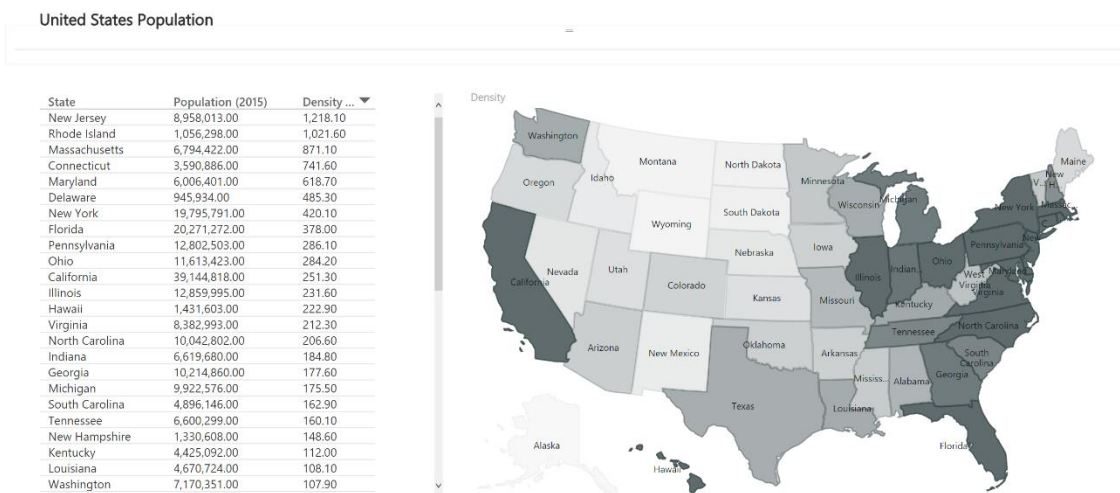 United States Population
State Population (2015) Density ...
New Jersey 8,958,013.00 1,218.10
Rhode Island 1,056,298.00 1,021.60
Massachusetts 6,794,422.00 871.10
Connecticut 3,590,886.00 741.60
Maryland 6,006,401.00 618.70
Delaware 945,934.00 485.30
New York 19,795,791.00 420.10
Florida 20,271,272.00 378.00
Pennsylvania 12,802,503.00 286.10
Ohio 11,613,423.00 284.20
California 39,144,818.00 251.30
Illinois 12,859,995.00 231.60
Hawaii 1,431,603.00 222.90
Virginia 8,382,993.00 212.30
North Carolina 10,042,802.00 206.60
Indiana 6,619,680.00 184.80
Georgia 10,214,860.00 177.60
Michigan 9,922,576.00 175.50
South Carolina 4,896,146.00 162.90
Tennessee 6,600,299.00 160.10
New Hampshire 1,330,608.00 148.60
Kentucky 4,425,092.00 112.00
Louisiana 4,670,724.00 108.10
Washington 7,170,351.00 107.90
Density
Washington
Montana
North Dakota
Maine
Oregon
Idaho
Minnesota
V...
New
H...
Wisconsin
Michigan
New York
Massac...
South Dakota
Wyoming
C...
Pennsylvania
New
Nebraska
Iowa
Ohio
Nevada
Utah
Illinois
Indian...
West
Virginia
Maryland
California
Colorado
Kansas
Missouri
Virginia
Kentucky
North Carolina
Tennessee
Arizona
New Mexico
Oklahoma
Arkansas
South
Carolina
Mississ...
Alabama
Georgia
Texas
Louisiana
Alaska
Florida
Hawaii